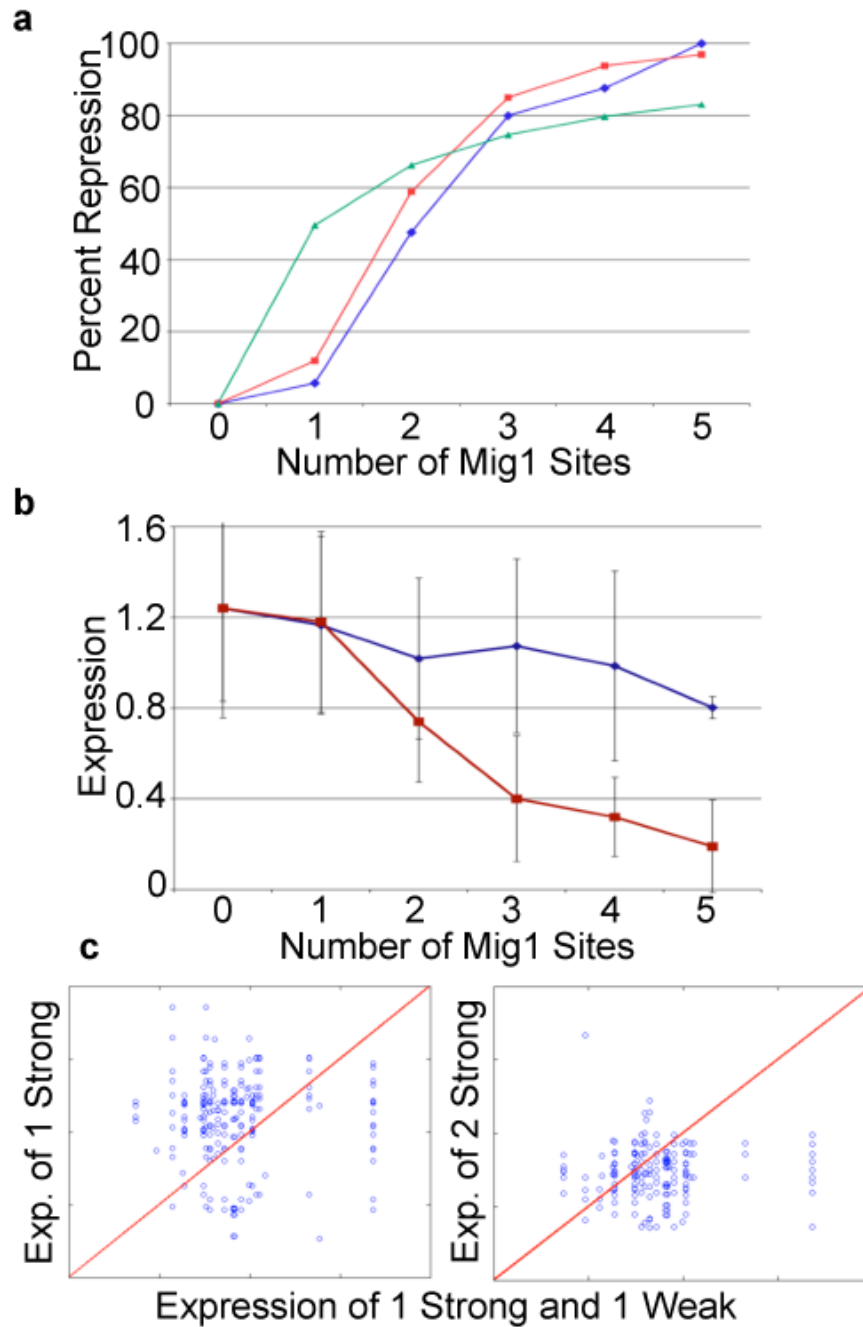 a
Percent Repression
100
80
60
40
20
0
0 1 2 3 4 5
Number of Mig1 Sites
b
Expression
1.6
1.2
0.8
0.4
0
0 1 2 3 4 5
Number of Mig1 Sites
c
Exp. of 1 Strong
Exp. of 2 Strong
Expression of 1 Strong and 1 Weak